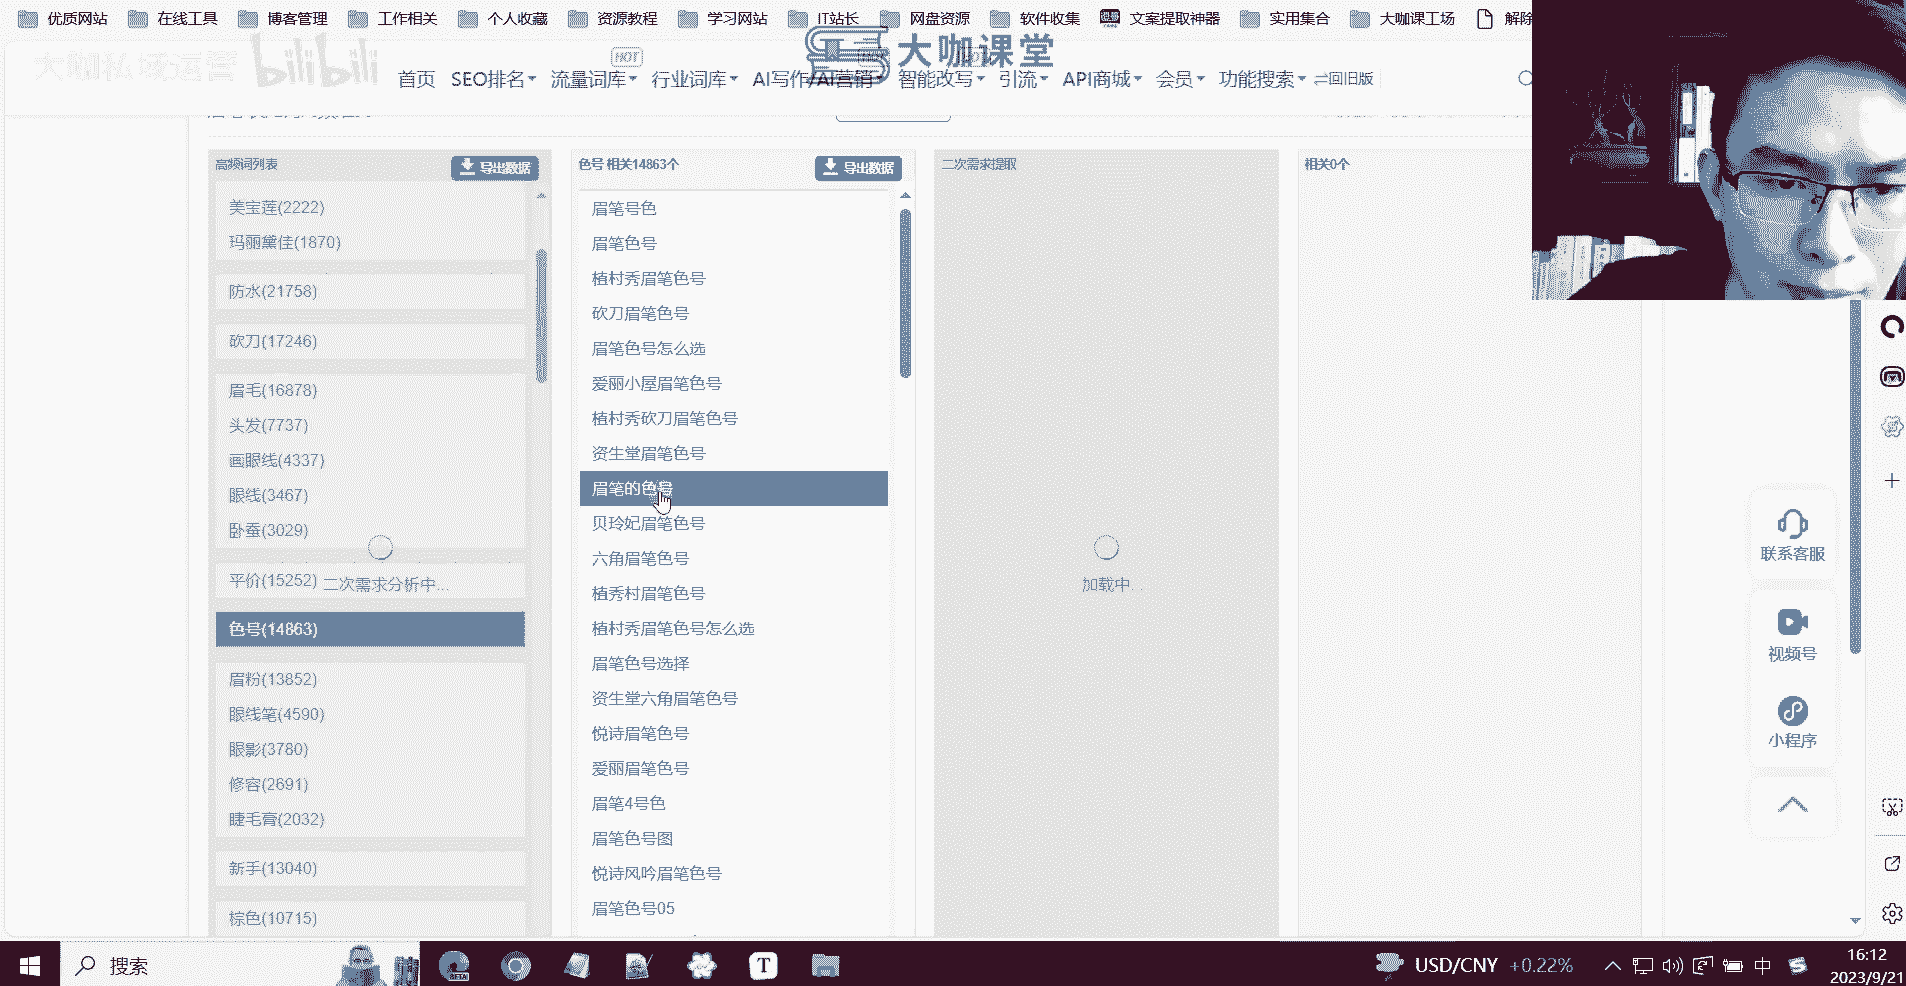 优质网站 在线工具 博客管理 工作相关 个人收藏 资源教程 学习网站 IT站长 网盘资源 软件收集 文案提取神器 实用集合 大咖课工场 解除
大咖私域运营 bilibili
大咖课堂
HOT
首页 SEO排名 流量词库 行业词库 AI写作/AI营销 智能改写 引流 API商城 会员 功能搜索 回旧版
高频词列表 导出数据
美宝莲(2222)
玛丽黛佳(1870)
防水(21758)
砍刀(17246)
眉毛(16878)
头发(7737)
画眼线(4337)
眼线(3467)
卧蚕(3029)
平价(15252) 二次需求分析中...
色号(14863)
眉粉(13852)
眼线笔(4590)
眼影(3780)
修容(2691)
睫毛膏(2032)
新手(13040)
棕色(10715)
色号 相关14863个 导出数据
眉笔号色
眉笔色号
植村秀眉笔色号
砍刀眉笔色号
眉笔色号怎么选
爱丽小屋眉笔色号
植村秀砍刀眉笔色号
资生堂眉笔色号
眉笔的色号
贝玲妃眉笔色号
六角眉笔色号
植秀村眉笔色号
植村秀眉笔色号怎么选
眉笔色号选择
资生堂六角眉笔色号
悦诗眉笔色号
爱丽眉笔色号
眉笔4号色
眉笔色号图
悦诗风吟眉笔色号
眉笔色号05
二次需求提取
加载中...
相关0个
联系客服
视频号
小程序
搜索
BETA
T
USD/CNY +0.22%
中
16:12
2023/9/21